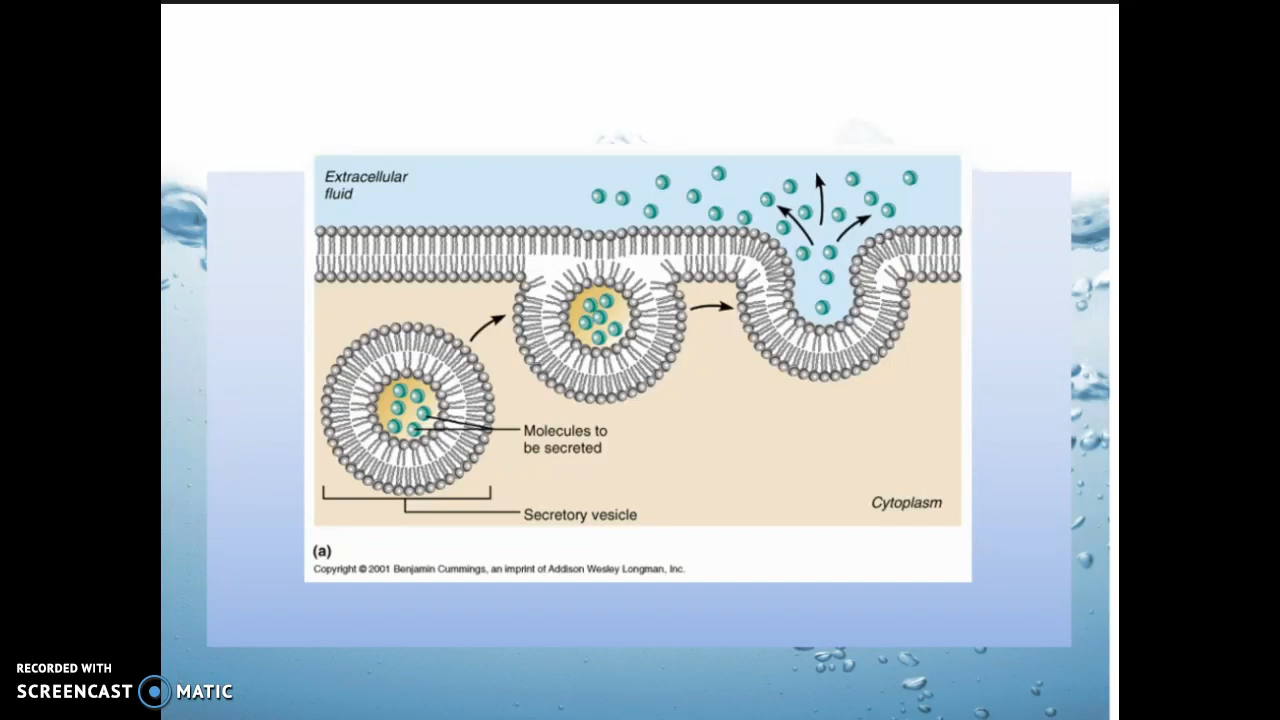 Extracellular
fluid
Molecules to
be secreted
Cytoplasm
Secretory vesicle
(a)
Copyright © 2001 Benjamin Cummings, an imprint of Addison Wesley Longman, Inc.
RECORDED WITH
SCREENCAST MATIC